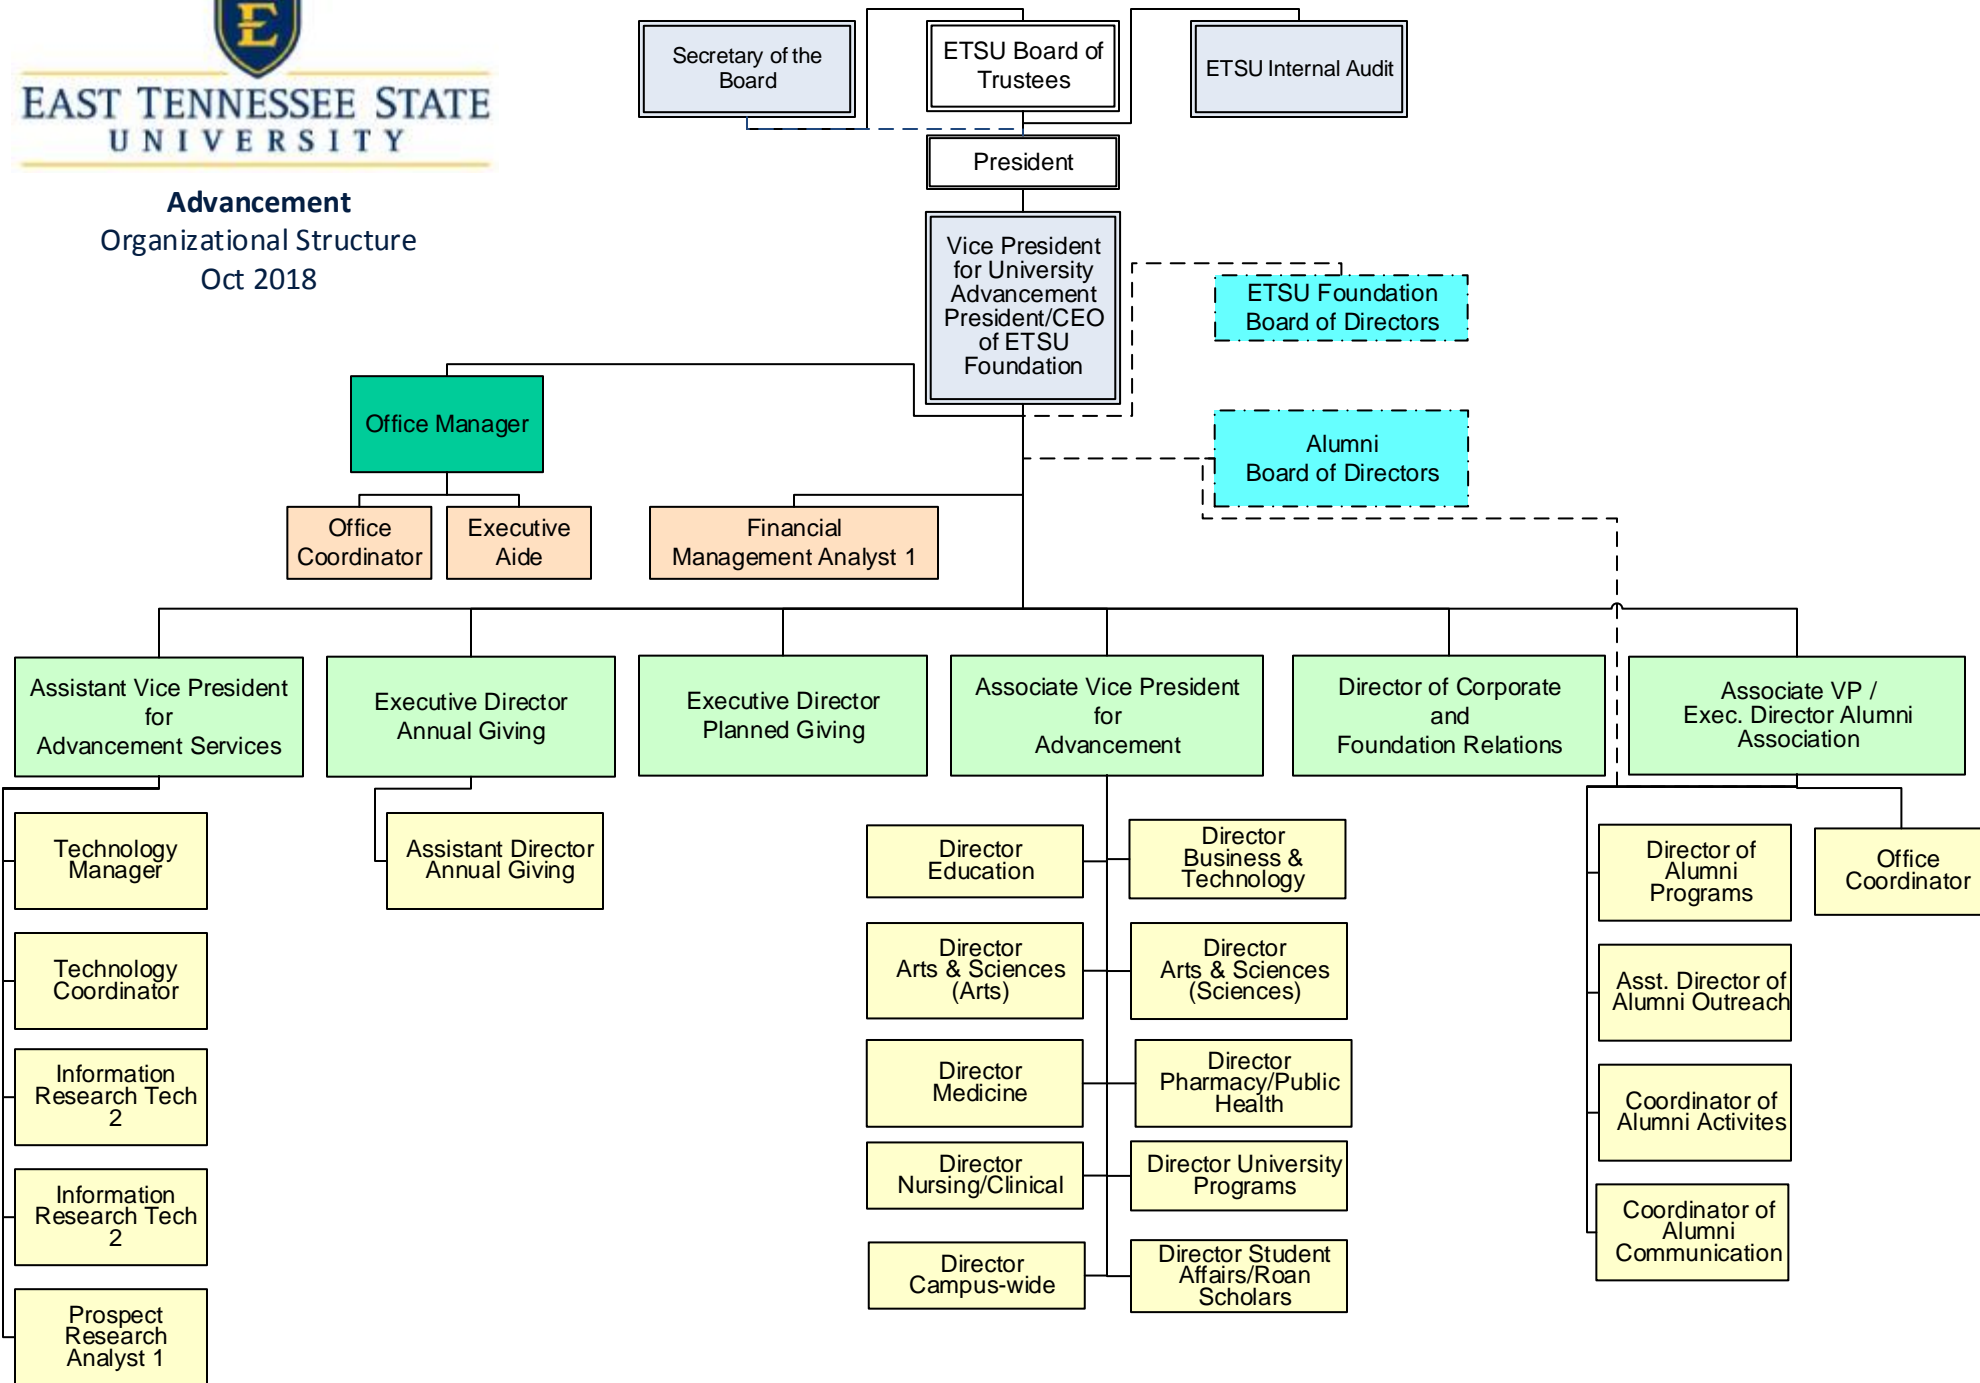 E
EAST TENNESSEE STATE
UNIVERSITY
Advancement
Organizational Structure
Oct 2018
Secretary of the
Board
ETSU Board of
Trustees
ETSU Internal Audit
President
Vice President
for University
Advancement
President/CEO
of ETSU
Foundation
ETSU Foundation
Board of Directors
Office Manager
Alumni
Board of Directors
Office
Coordinator
Executive
Aide
Financial
Management Analyst 1
Assistant Vice President
for
Advancement Services
Executive Director
Annual Giving
Executive Director
Planned Giving
Associate Vice President
for
Advancement
Director of Corporate
and
Foundation Relations
Associate VP /
Exec. Director Alumni
Association
Technology
Manager
Technology
Coordinator
Information
Research Tech
2
Information
Research Tech
2
Prospect
Research
Analyst 1
Assistant Director
Annual Giving
Director
Education
Director
Business &
Technology
Director
Arts & Sciences
(Arts)
Director
Arts & Sciences
(Sciences)
Director
Medicine
Director
Pharmacy/Public
Health
Director
Nursing/Clinical
Director University
Programs
Director
Campus-wide
Director Student
Affairs/Roan
Scholars
Director of
Alumni
Programs
Office
Coordinator
Asst. Director of
Alumni Outreach
Coordinator of
Alumni Activites
Coordinator of
Alumni
Communication